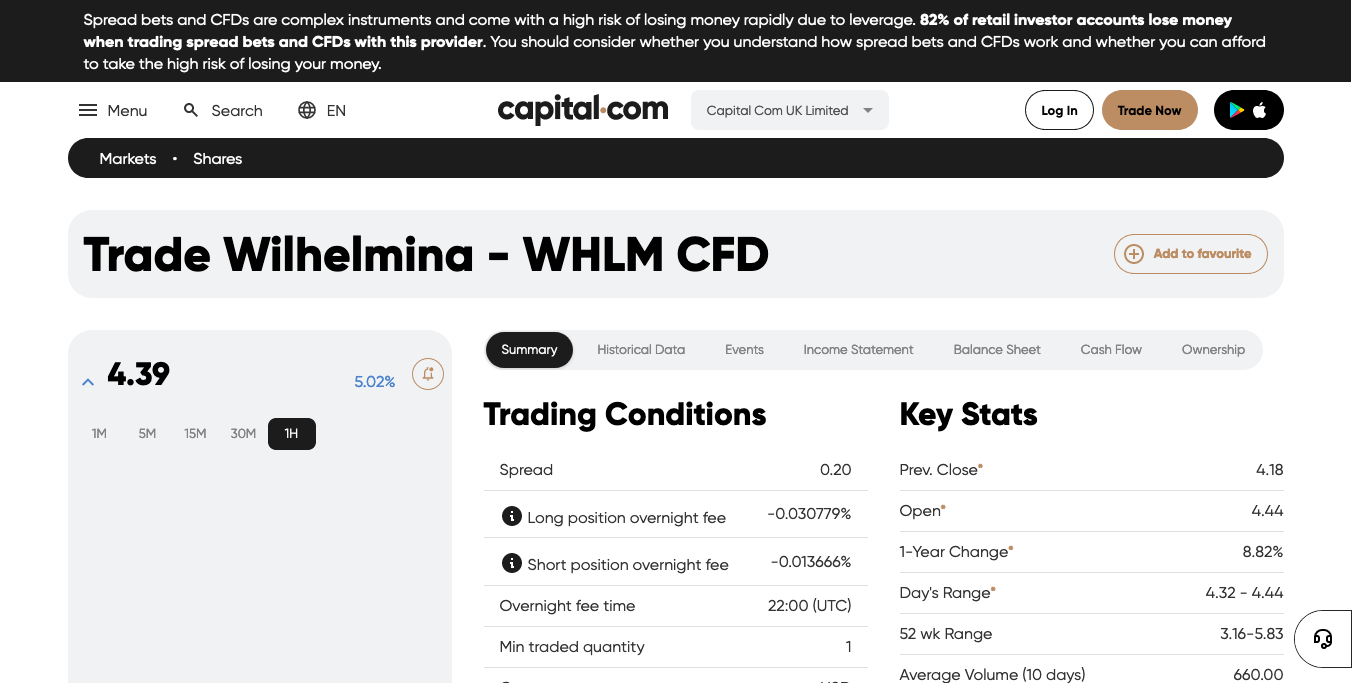 Spread bets and CFDs are complex instruments and come with a high risk of losing money rapidly due to leverage. 82% of retail investor accounts lose money
when trading spread bets and CFDs with this provider. You should consider whether you understand how spread bets and CFDs work and whether you can afford
to take the high risk of losing your money.
Menu Search EN capital.com Capital Com UK Limited Log In Trade Now
Markets • Shares
Trade Wilhelmina - WHLM CFD Add to favourite
4.39 5.02%
1M 5M 15M 30M 1H
Summary Historical Data Events Income Statement Balance Sheet Cash Flow Ownership
Trading Conditions
Spread 0.20
Long position overnight fee -0.030779%
Short position overnight fee -0.013666%
Overnight fee time 22:00 (UTC)
Min traded quantity 1
Key Stats
Prev. Close* 4.18
Open* 4.44
1-Year Change* 8.82%
Day's Range* 4.32 - 4.44
52 wk Range 3.16-5.83
Average Volume (10 days) 660.00